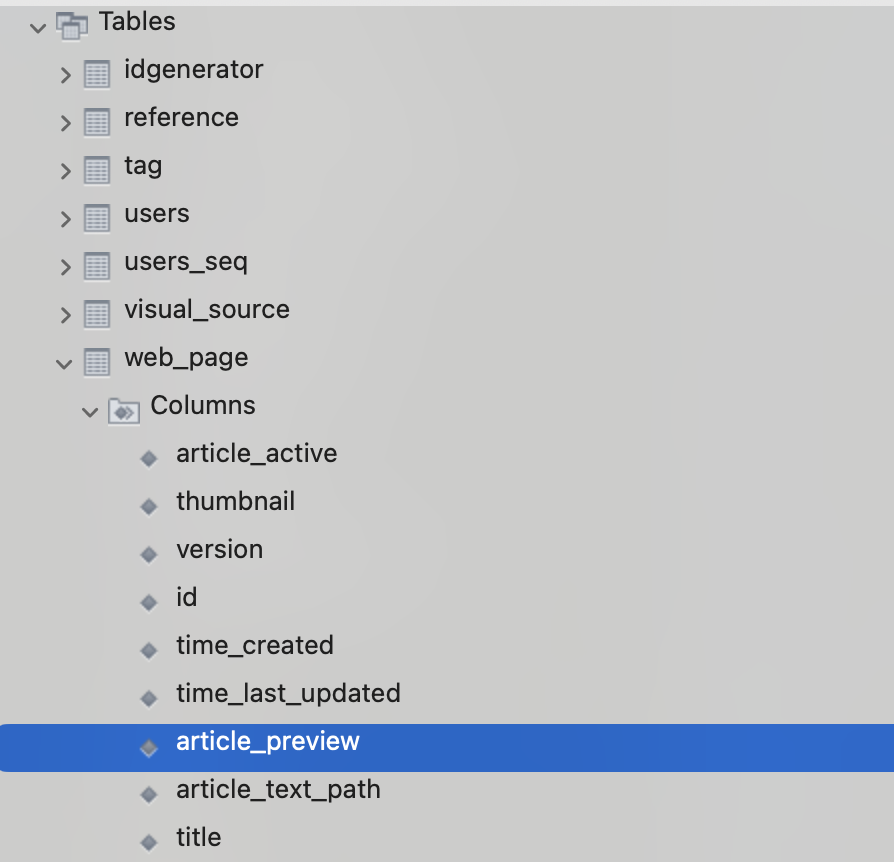 Tables
idgenerator
reference
tag
users
users_seq
visual_source
web_page
Columns
article_active
thumbnail
version
id
time_created
time_last_updated
article_preview
article_text_path
title